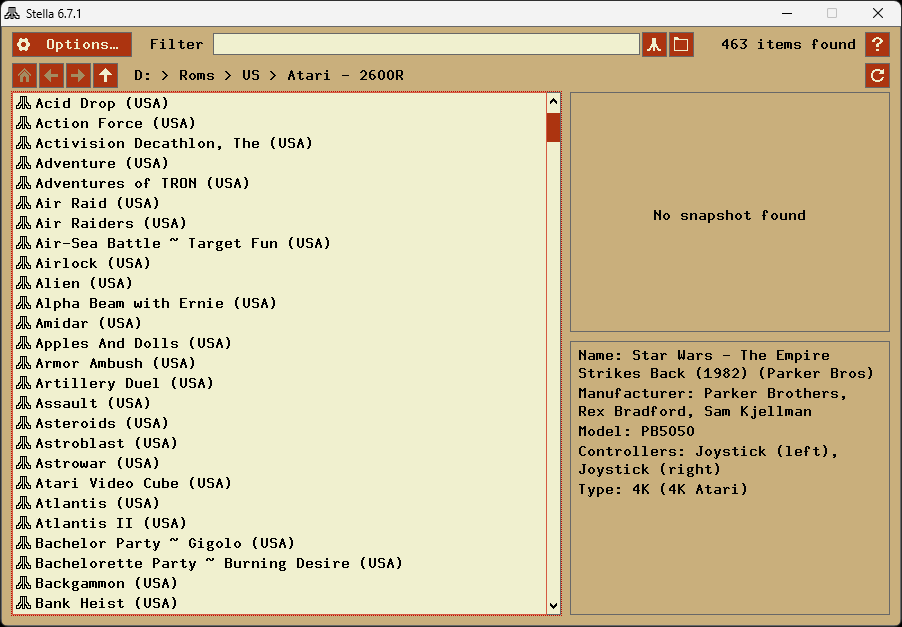 Stella 6.7.1
Options…
Filter
463 items found
?
D: > Roms > US > Atari - 2600R
Acid Drop (USA)
Action Force (USA)
Activision Decathlon, The (USA)
Adventure (USA)
Adventures of TRON (USA)
Air Raid (USA)
Air Raiders (USA)
Air-Sea Battle ~ Target Fun (USA)
Airlock (USA)
Alien (USA)
Alpha Beam with Ernie (USA)
Amidar (USA)
Apples And Dolls (USA)
Armor Ambush (USA)
Artillery Duel (USA)
Assault (USA)
Asteroids (USA)
Astroblast (USA)
Astrowar (USA)
Atari Video Cube (USA)
Atlantis (USA)
Atlantis II (USA)
Bachelor Party ~ Gigolo (USA)
Bachelorette Party ~ Burning Desire (USA)
Backgammon (USA)
Bank Heist (USA)
No snapshot found
Name: Star Wars - The Empire
Strikes Back (1982) (Parker Bros)
Manufacturer: Parker Brothers,
Rex Bradford, Sam Kjellman
Model: PB5050
Controllers: Joystick (left),
Joystick (right)
Type: 4K (4K Atari)